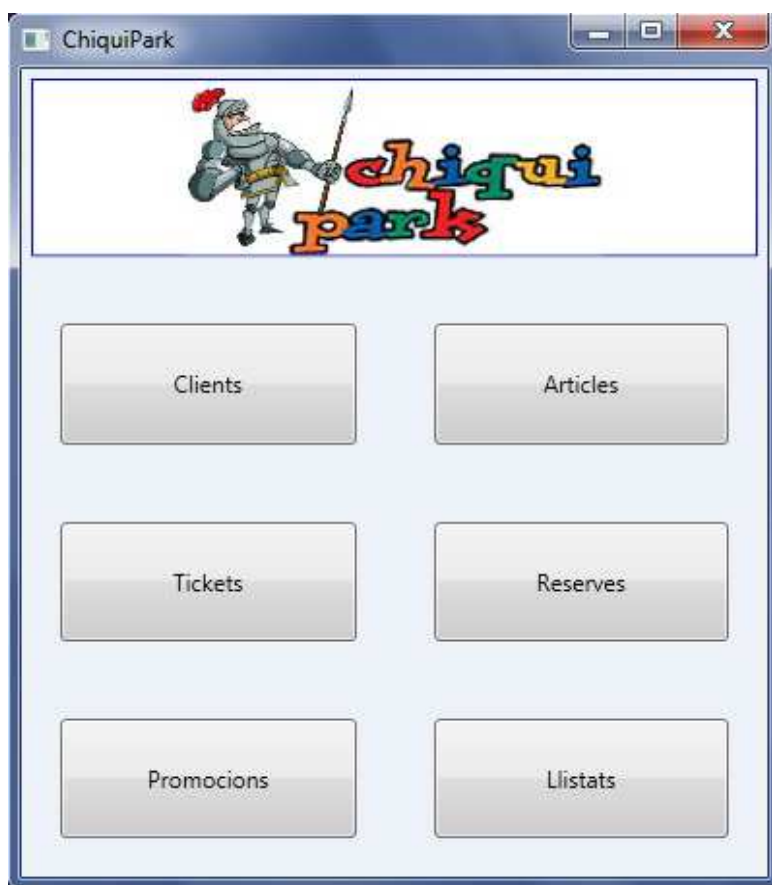 ChiquiPark
chiqui
park
Clients
Articles
Tickets
Reserves
Promocions
Llistats